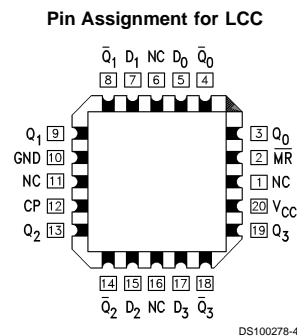 Pin Assignment for LCC
Q̅₁ D₁ NC D₀ Q̅₀
8 7 6 5 4
Q₁ 9 3 Q₀
GND 10 2 M̅R̅
NC 11 1 NC
CP 12 20 V_CC
Q₂ 13 19 Q₃
14 15 16 17 18
Q̅₂ D₂ NC D₃ Q̅₃
DS100278-4